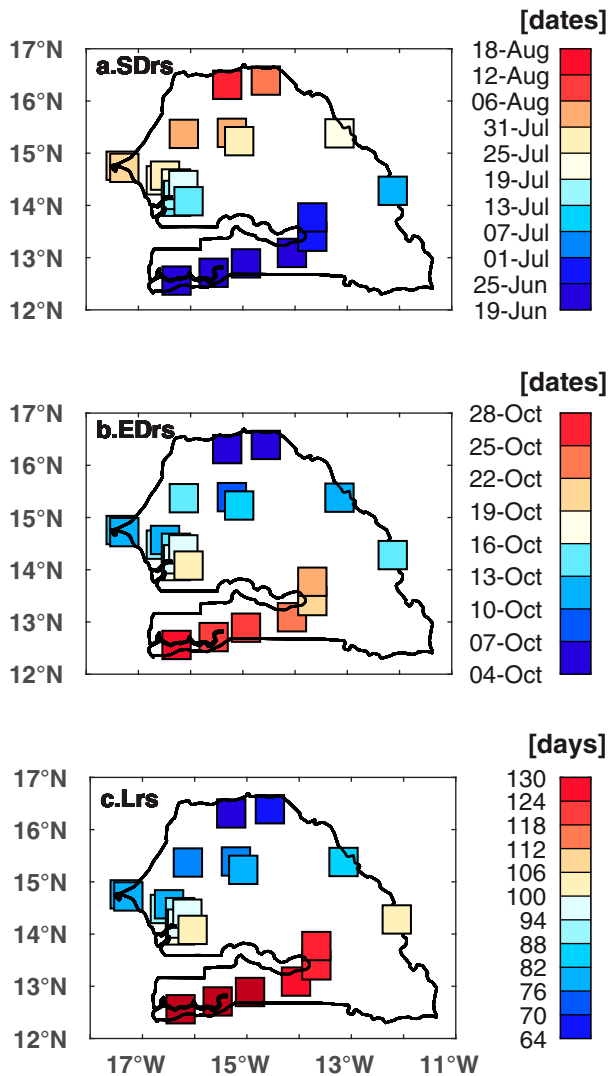 [dates]
17°N
16°N
15°N
14°N
13°N
12°N
a.SDrs
18-Aug
12-Aug
06-Aug
31-Jul
25-Jul
19-Jul
13-Jul
07-Jul
01-Jul
25-Jun
19-Jun
[dates]
17°N
16°N
15°N
14°N
13°N
12°N
b.EDrs
28-Oct
25-Oct
22-Oct
19-Oct
16-Oct
13-Oct
10-Oct
07-Oct
04-Oct
[days]
17°N
16°N
15°N
14°N
13°N
12°N
c.Lrs
130
124
118
112
106
100
94
88
82
76
70
64
17°W 15°W 13°W 11°W